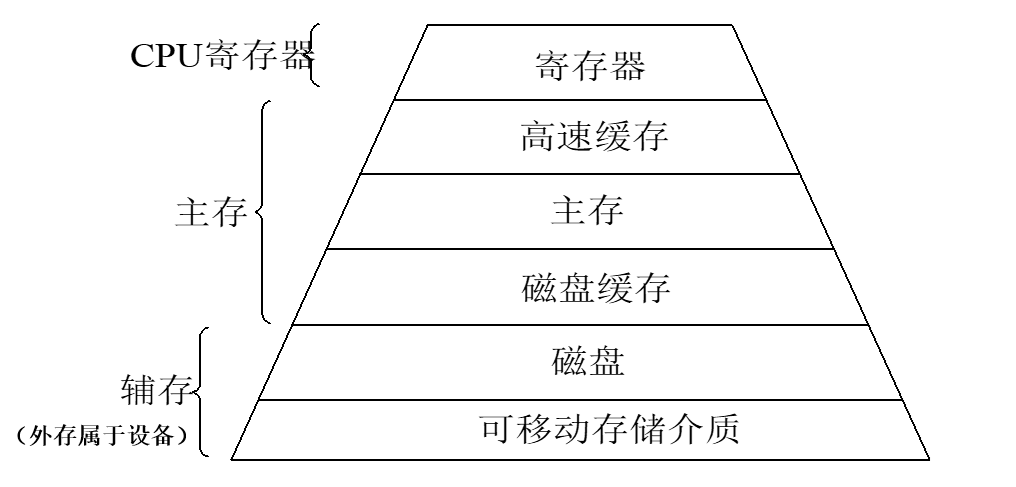 CPU寄存器
寄存器
高速缓存
主存
主存
磁盘缓存
磁盘
辅存
（外存属于设备）
可移动存储介质